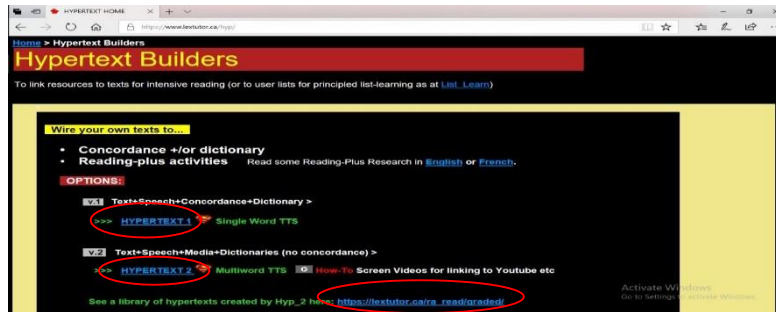 HYPERTEXT HOME
https://www.lextutor.ca/hyp/
Home > Hypertext Builders
Hypertext Builders
To link resources to texts for intensive reading (or to user lists for principled list-learning as at List_Learn)
Wire your own texts to...
• Concordance +/or dictionary
• Reading-plus activities Read some Reading-Plus Research in English or French.
OPTIONS:
v.1 Text+Speech+Concordance+Dictionary >
>>> HYPERTEXT 1 Single Word TTS
v.2 Text+Speech+Media+Dictionaries (no concordance) >
>>> HYPERTEXT 2 Multiword TTS How-To Screen Videos for linking to Youtube etc
See a library of hypertexts created by Hyp_2 here: https://lextutor.ca/ra_read/graded/
Activate Windows
Go to Settings to activate Windows.